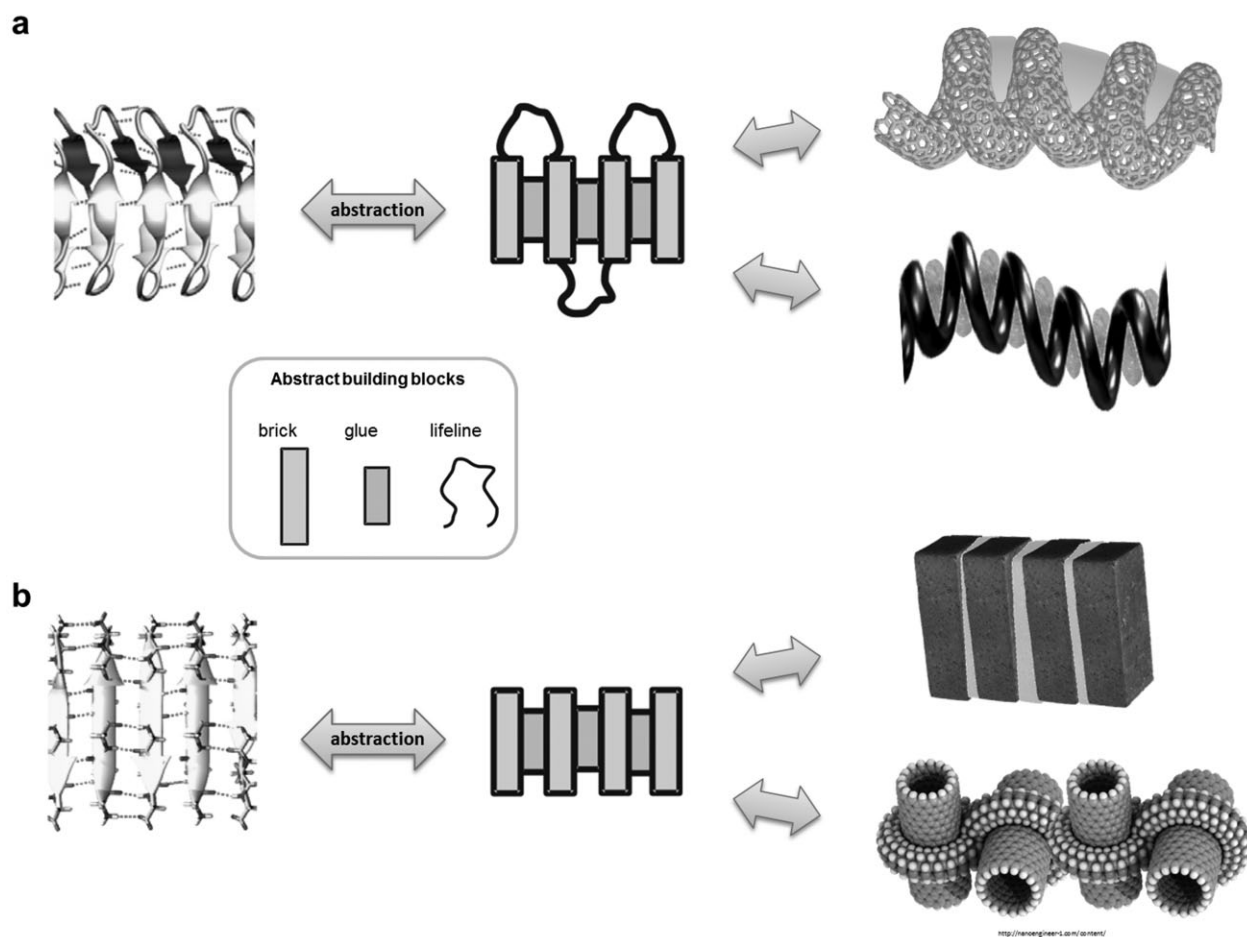 a
abstraction
Abstract building blocks
brick glue lifeline
b
abstraction
http://nanoengineer-1.com/content/